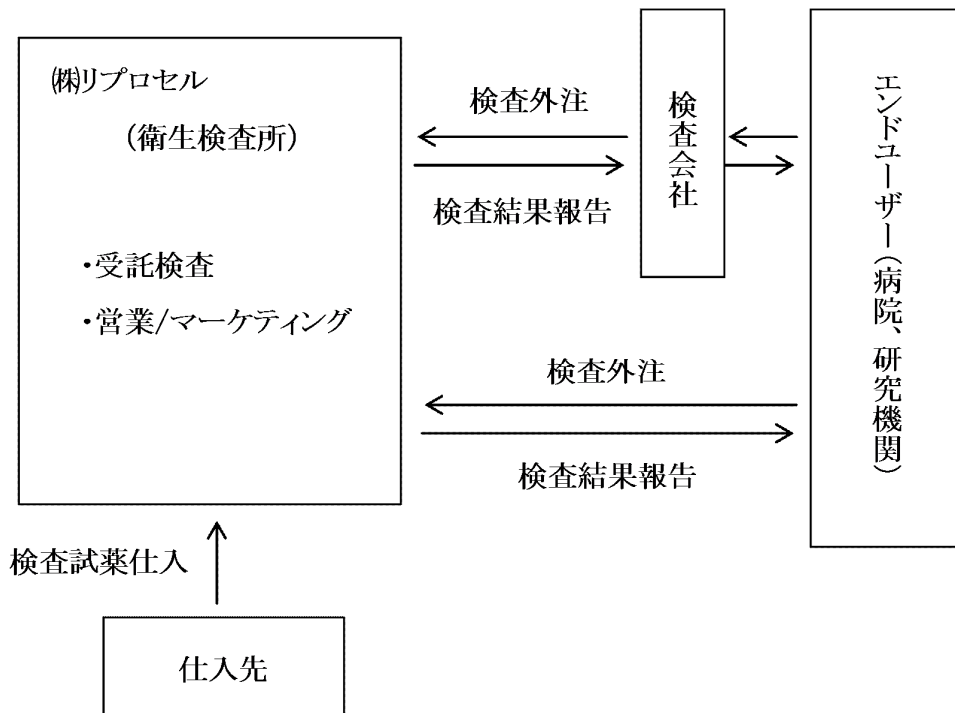 ㈱リプロセル
(衛生検査所)
・受託検査
・営業/マーケティング
検査外注
検査結果報告
検査会社
エンドユーザー(病院、研究機関)
検査外注
検査結果報告
検査試薬仕入
仕入先